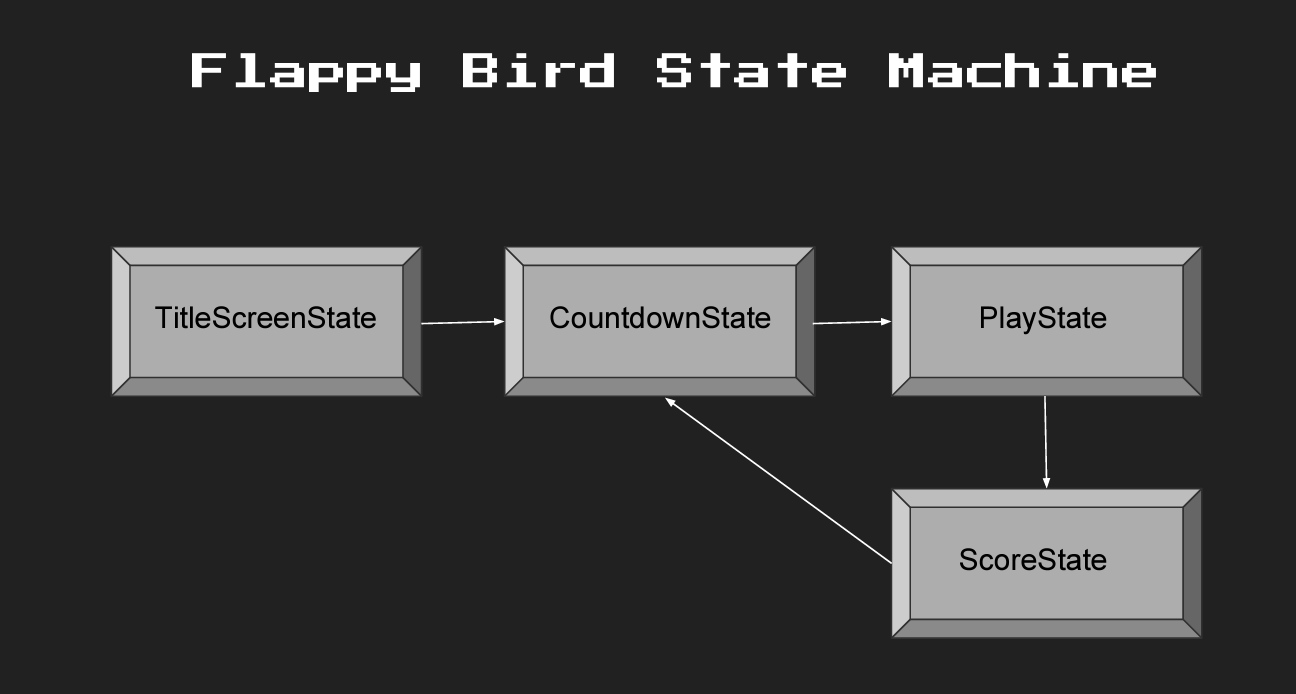 Flappy Bird State Machine
TitleScreenState
CountdownState
PlayState
ScoreState